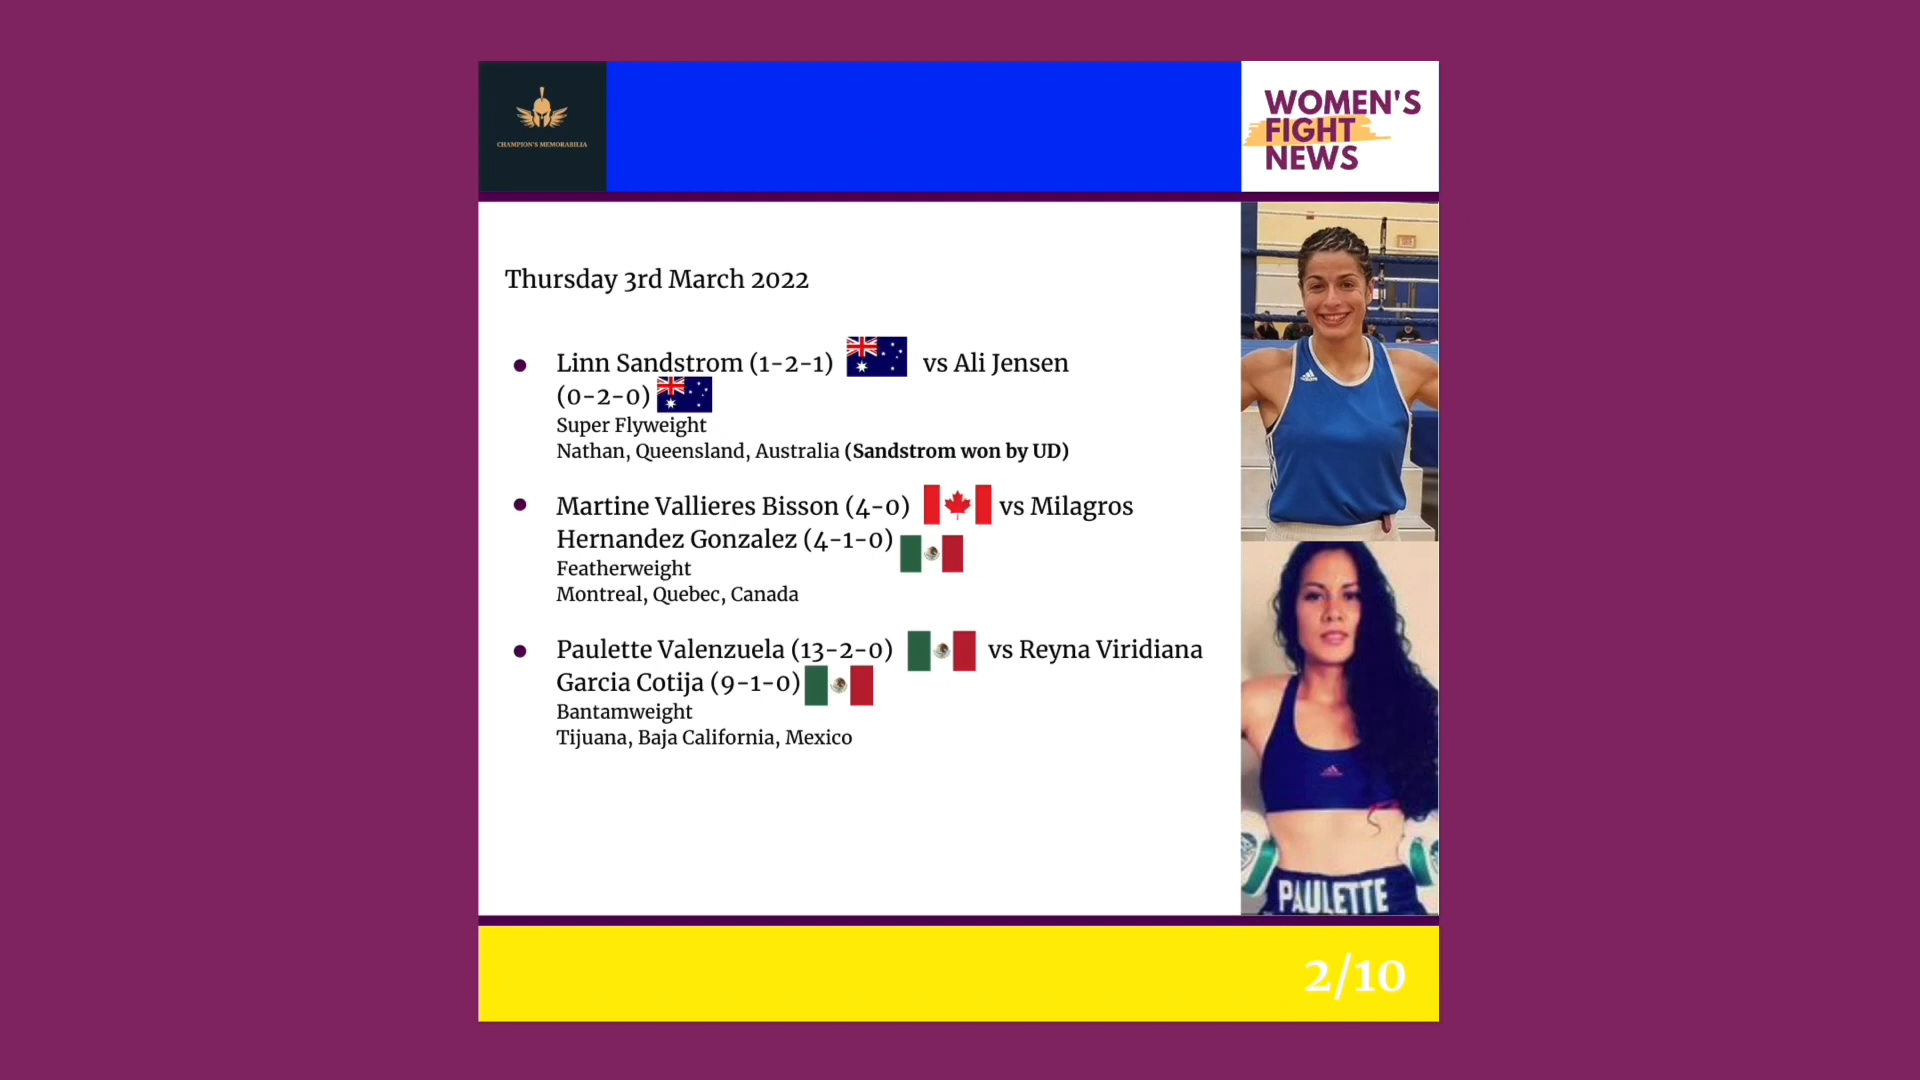 CHAMPION'S MEMORABILIA
WOMEN'S
FIGHT
NEWS
Thursday 3rd March 2022
Linn Sandstrom (1-2-1) vs Ali Jensen
(0-2-0)
Super Flyweight
Nathan, Queensland, Australia (Sandstrom won by UD)
Martine Vallieres Bisson (4-0) vs Milagros
Hernandez Gonzalez (4-1-0)
Featherweight
Montreal, Quebec, Canada
Paulette Valenzuela (13-2-0) vs Reyna Viridiana
Garcia Cotija (9-1-0)
Bantamweight
Tijuana, Baja California, Mexico
PAULETTE
2/10